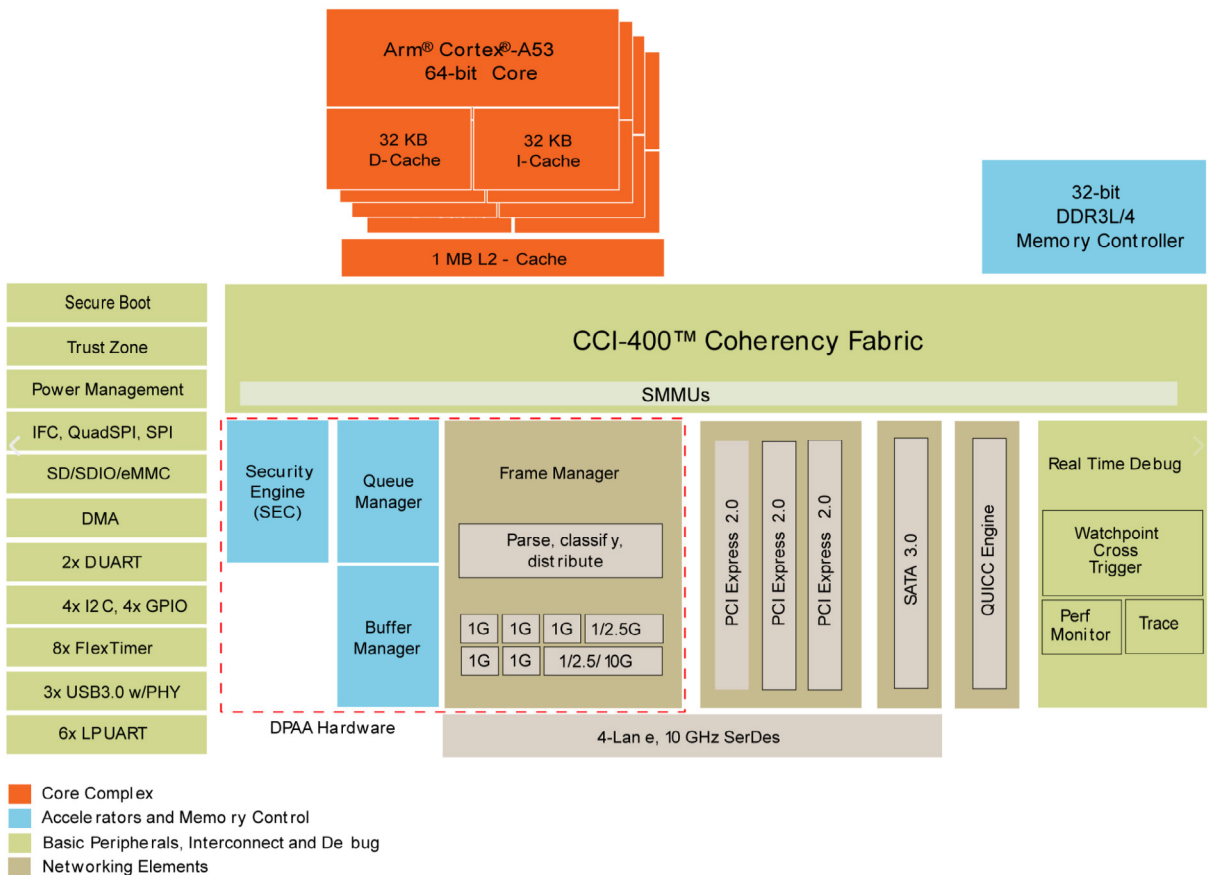 Arm® Cortex®-A53
64-bit Core
32 KB
D-Cache
32 KB
I-Cache
1 MB L2 - Cache
32-bit
DDR3L/4
Memory Controller
Secure Boot
Trust Zone
Power Management
IFC, QuadSPI, SPI
SD/SDIO/eMMC
DMA
2x DUART
4x I2C, 4x GPIO
8x FlexTimer
3x USB3.0 w/PHY
6x LPUART
CCI-400™ Coherency Fabric
SMMUs
Security
Engine
(SEC)
Queue
Manager
Buffer
Manager
Frame Manager
Parse, classify,
distribute
1G 1G 1G 1/2.5G
1G 1G 1/2.5/10G
DPAA Hardware
PCI Express 2.0
PCI Express 2.0
PCI Express 2.0
SATA 3.0
QUICC Engine
4-Lane, 10 GHz SerDes
Real Time Debug
Watchpoint
Cross
Trigger
Perf
Monitor
Trace
Core Complex
Accelerators and Memory Control
Basic Peripherals, Interconnect and Debug
Networking Elements